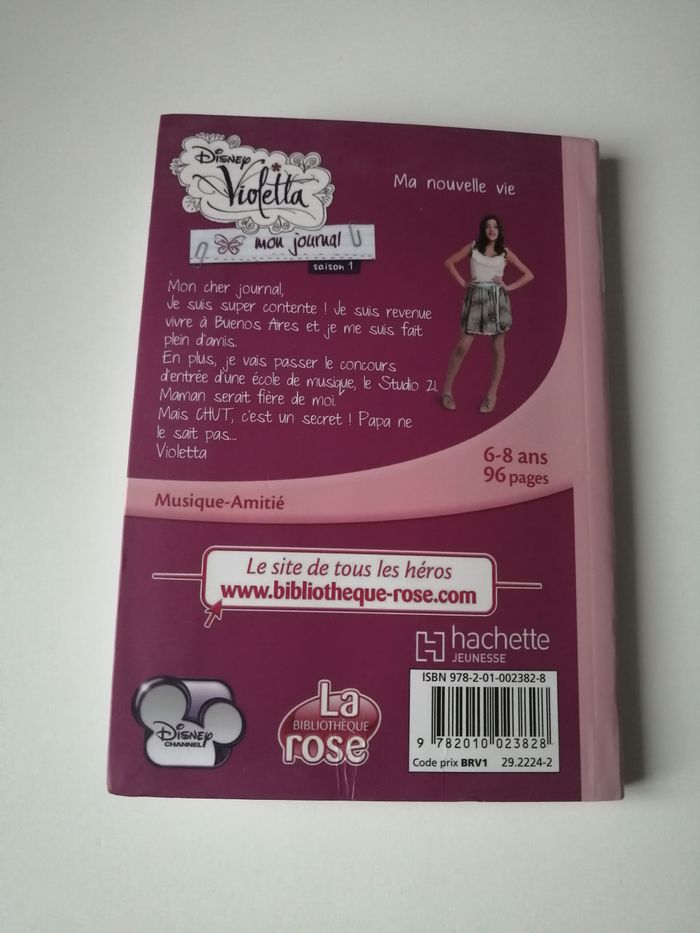 Disney
Violetta
mon journal
saison 1
Ma nouvelle vie
Mon cher journal,
Je suis super contente ! Je suis revenue
vivre à Buenos Aires et je me suis fait
plein d'amis.
En plus, je vais passer le concours
d'entrée d'une école de musique, le Studio 21.
Maman serait fière de moi.
Mais CHUT, c'est un secret ! Papa ne
le sait pas...
Violetta
6-8 ans
96 pages
Musique-Amitié
Le site de tous les héros
www.bibliotheque-rose.com
hachette
JEUNESSE
ISBN 978-2-01-002382-8
9 782010 023828
Code prix BRV1 29.2224-2
Disney
CHANNEL
La
BIBLIOTHÈQUE
rose